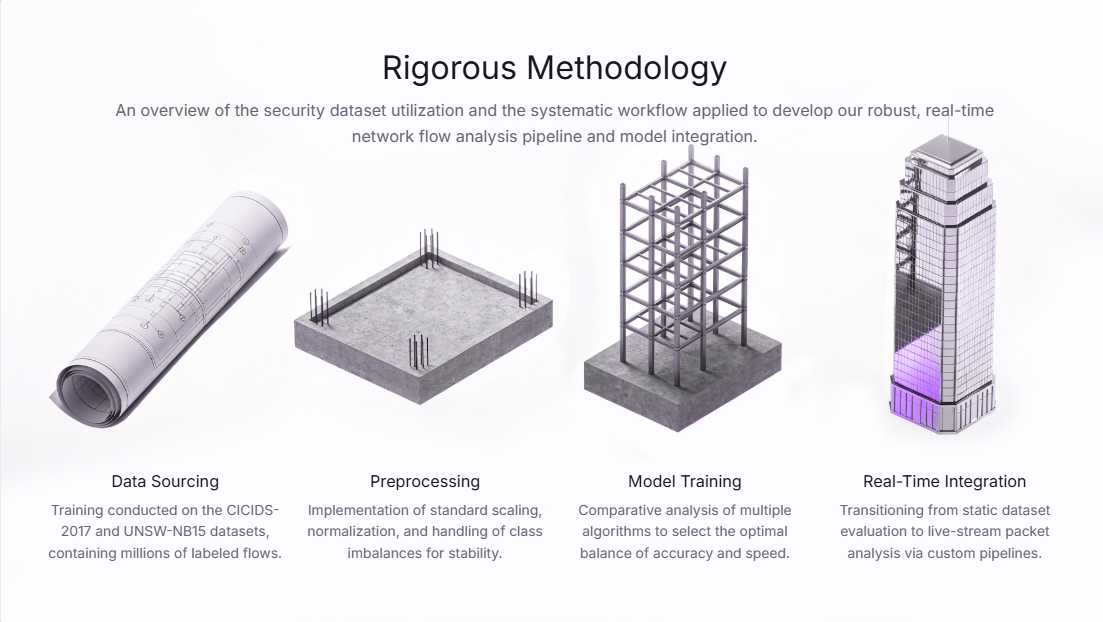 Rigorous Methodology
An overview of the security dataset utilization and the systematic workflow applied to develop our robust, real-time
network flow analysis pipeline and model integration.
Data Sourcing
Training conducted on the CICIDS-
2017 and UNSW-NB15 datasets,
containing millions of labeled flows.
Preprocessing
Implementation of standard scaling,
normalization, and handling of class
imbalances for stability.
Model Training
Comparative analysis of multiple
algorithms to select the optimal
balance of accuracy and speed.
Real-Time Integration
Transitioning from static dataset
evaluation to live-stream packet
analysis via custom pipelines.